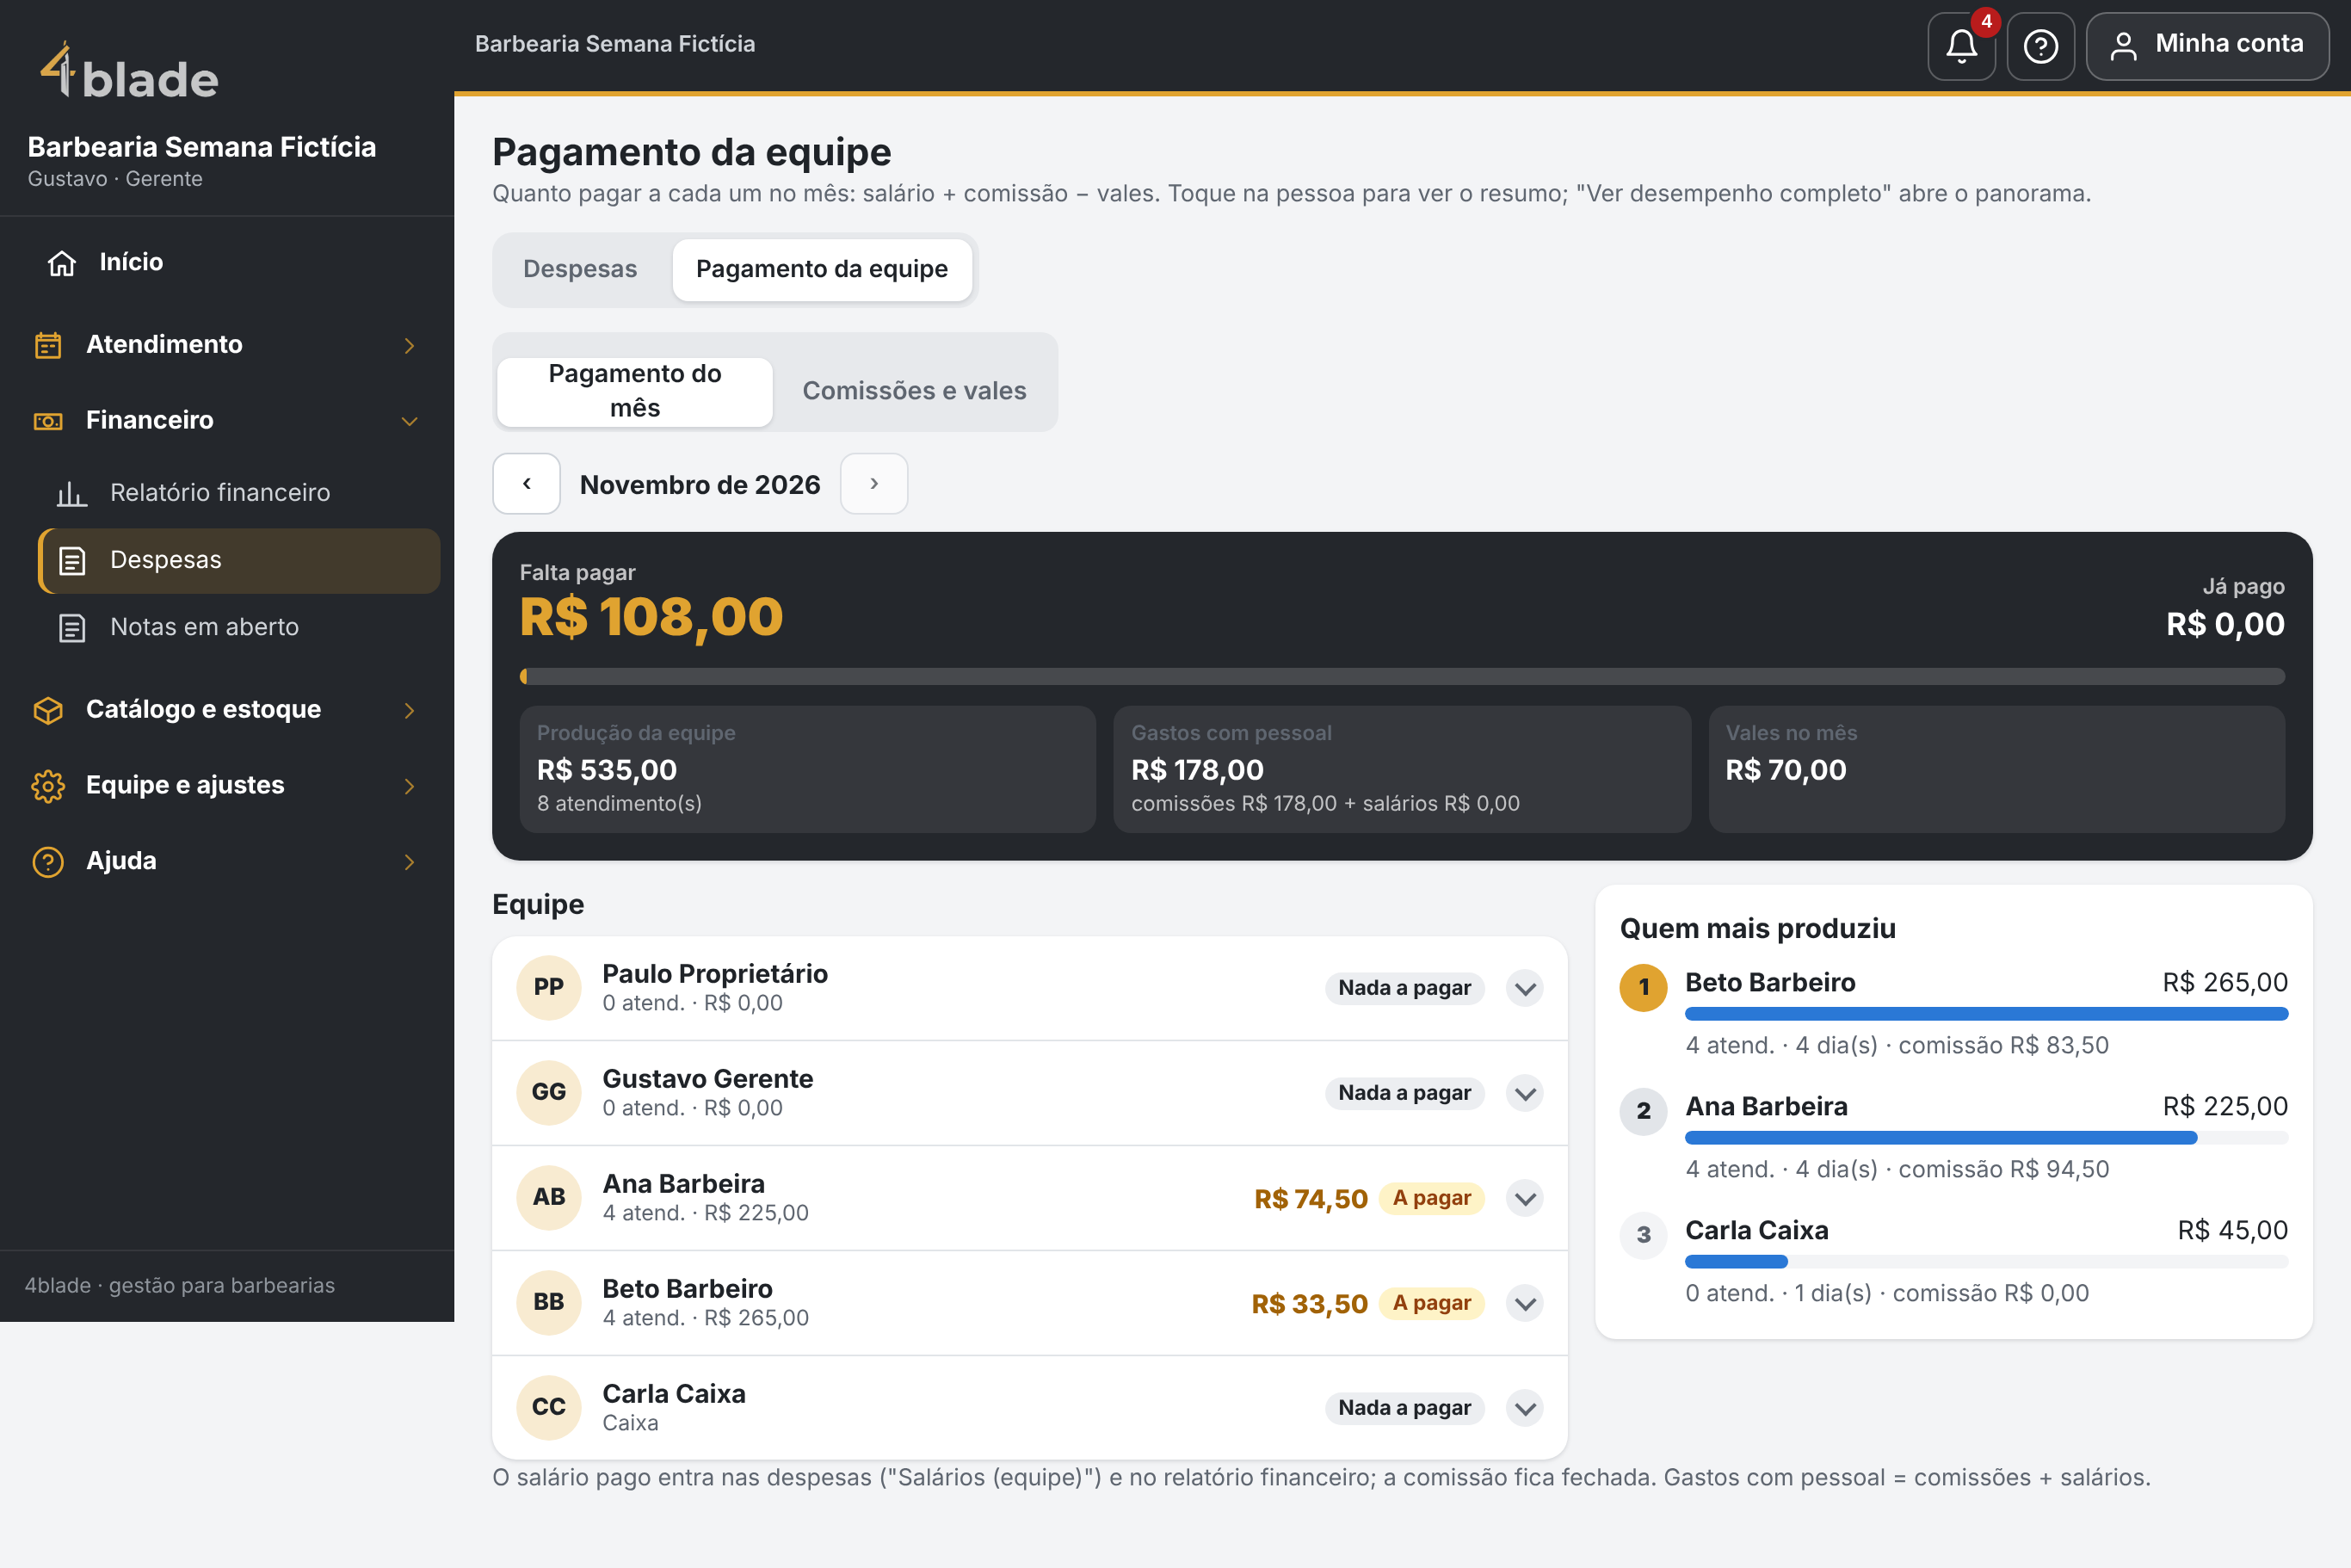 4blade
Barbearia Semana Fictícia
Gustavo · Gerente
Início
Atendimento
Financeiro
Relatório financeiro
Despesas
Notas em aberto
Catálogo e estoque
Equipe e ajustes
Ajuda
4blade · gestão para barbearias
Barbearia Semana Fictícia
4
Minha conta
Pagamento da equipe
Quanto pagar a cada um no mês: salário + comissão − vales. Toque na pessoa para ver o resumo; "Ver desempenho completo" abre o panorama.
Despesas
Pagamento da equipe
Pagamento do
mês
Comissões e vales
‹
Novembro de 2026
›
Falta pagar
R$ 108,00
Já pago
R$ 0,00
Produção da equipe
R$ 535,00
8 atendimento(s)
Gastos com pessoal
R$ 178,00
comissões R$ 178,00 + salários R$ 0,00
Vales no mês
R$ 70,00
Equipe
PP
Paulo Proprietário
0 atend. · R$ 0,00
Nada a pagar
GG
Gustavo Gerente
0 atend. · R$ 0,00
Nada a pagar
AB
Ana Barbeira
4 atend. · R$ 225,00
R$ 74,50
A pagar
BB
Beto Barbeiro
4 atend. · R$ 265,00
R$ 33,50
A pagar
CC
Carla Caixa
Caixa
Nada a pagar
Quem mais produziu
1
Beto Barbeiro
R$ 265,00
4 atend. · 4 dia(s) · comissão R$ 83,50
2
Ana Barbeira
R$ 225,00
4 atend. · 4 dia(s) · comissão R$ 94,50
3
Carla Caixa
R$ 45,00
0 atend. · 1 dia(s) · comissão R$ 0,00
O salário pago entra nas despesas ("Salários (equipe)") e no relatório financeiro; a comissão fica fechada. Gastos com pessoal = comissões + salários.